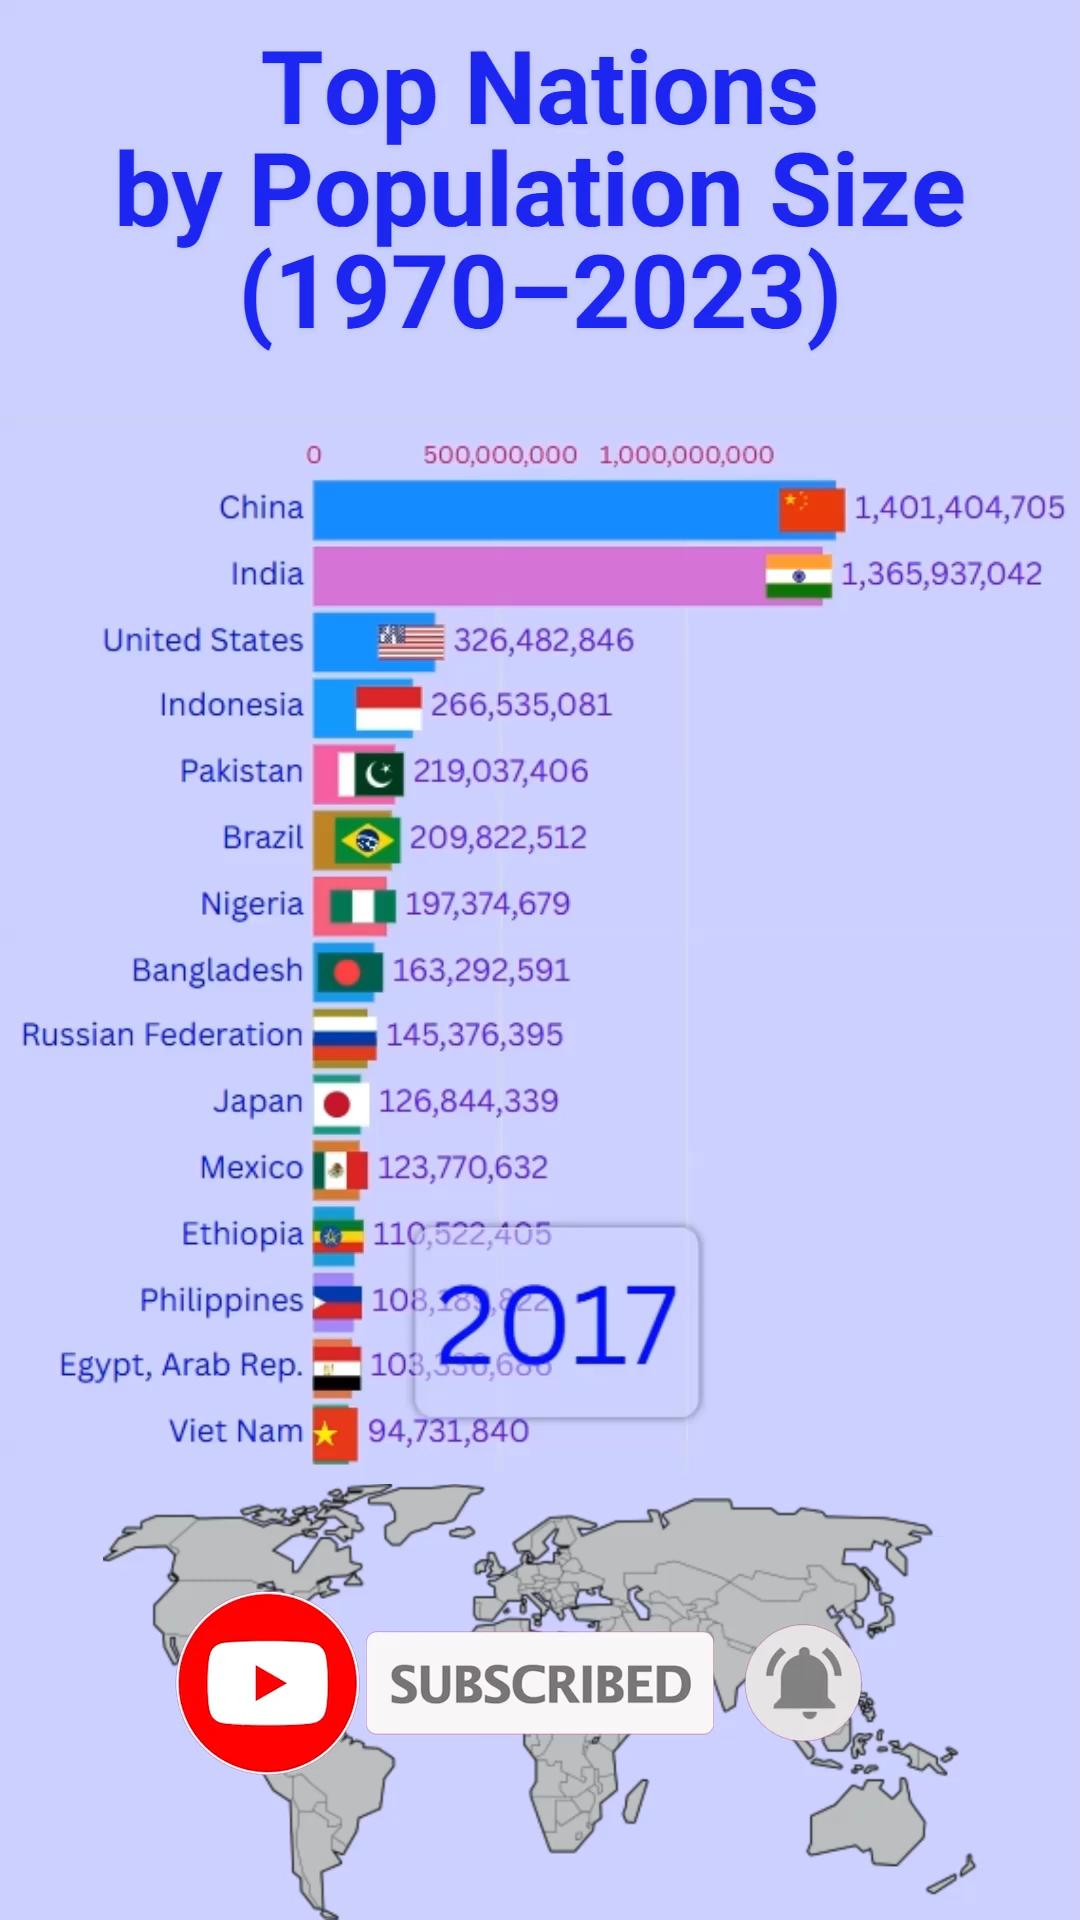 Top Nations
by Population Size
(1970–2023)
0 500,000,000 1,000,000,000
China 1,401,404,705
India 1,365,937,042
United States 326,482,846
Indonesia 266,535,081
Pakistan 219,037,406
Brazil 209,822,512
Nigeria 197,374,679
Bangladesh 163,292,591
Russian Federation 145,376,395
Japan 126,844,339
Mexico 123,770,632
Ethiopia 110,522,405
Philippines
2017
Egypt, Arab Rep.
Viet Nam 94,731,840
SUBSCRIBED